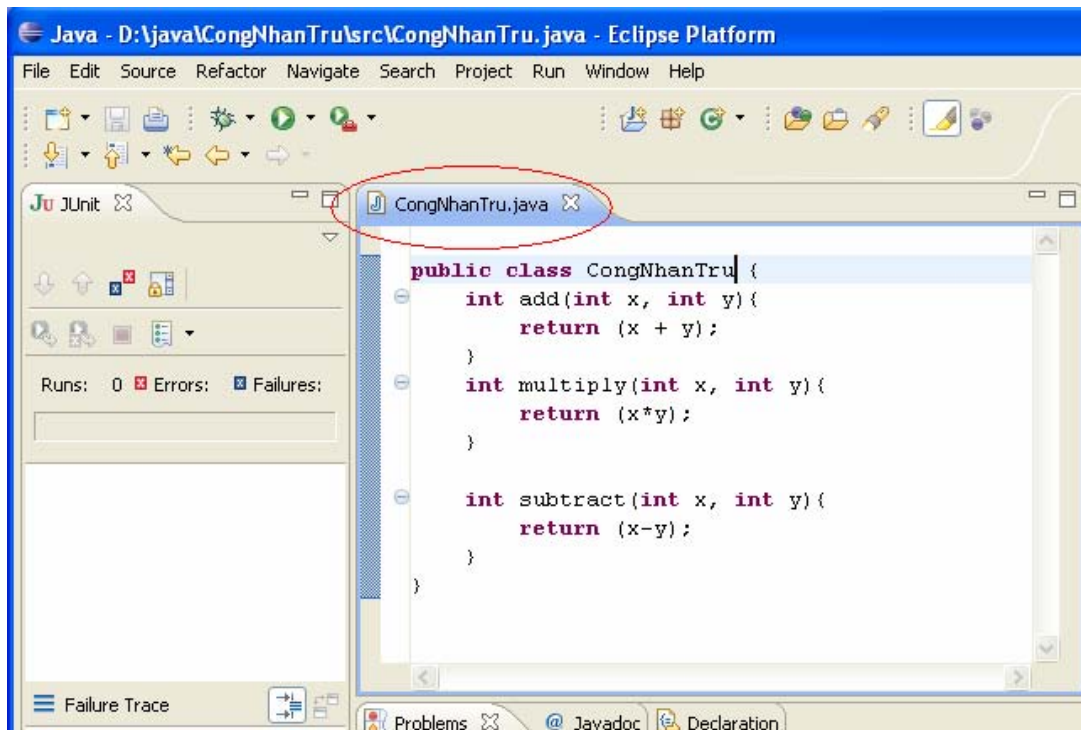 Java - D:\java\CongNhanTru\src\CongNhanTru.java - Eclipse Platform
File Edit Source Refactor Navigate Search Project Run Window Help
JU JUnit
CongNhanTru.java
public class CongNhanTru {
int add(int x, int y){
return (x + y);
}
int multiply(int x, int y){
return (x*y);
}
int subtract(int x, int y){
return (x-y);
}
}
Runs: 0 Errors: Failures:
Failure Trace
Problems @ Javadoc Declaration